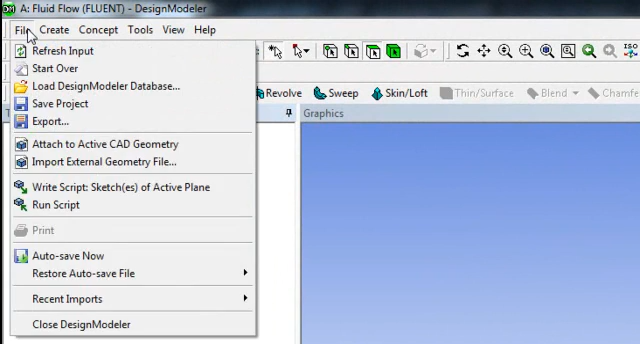 A: Fluid Flow (FLUENT) - DesignModeler
File Create Concept Tools View Help
Refresh Input
Start Over
Load DesignModeler Database...
Save Project
Export...
Attach to Active CAD Geometry
Import External Geometry File...
Write Script: Sketch(es) of Active Plane
Run Script
Print
Auto-save Now
Restore Auto-save File
Recent Imports
Close DesignModeler
ISO
Revolve Sweep Skin/Loft Thin/Surface Blend Chamfe
Graphics